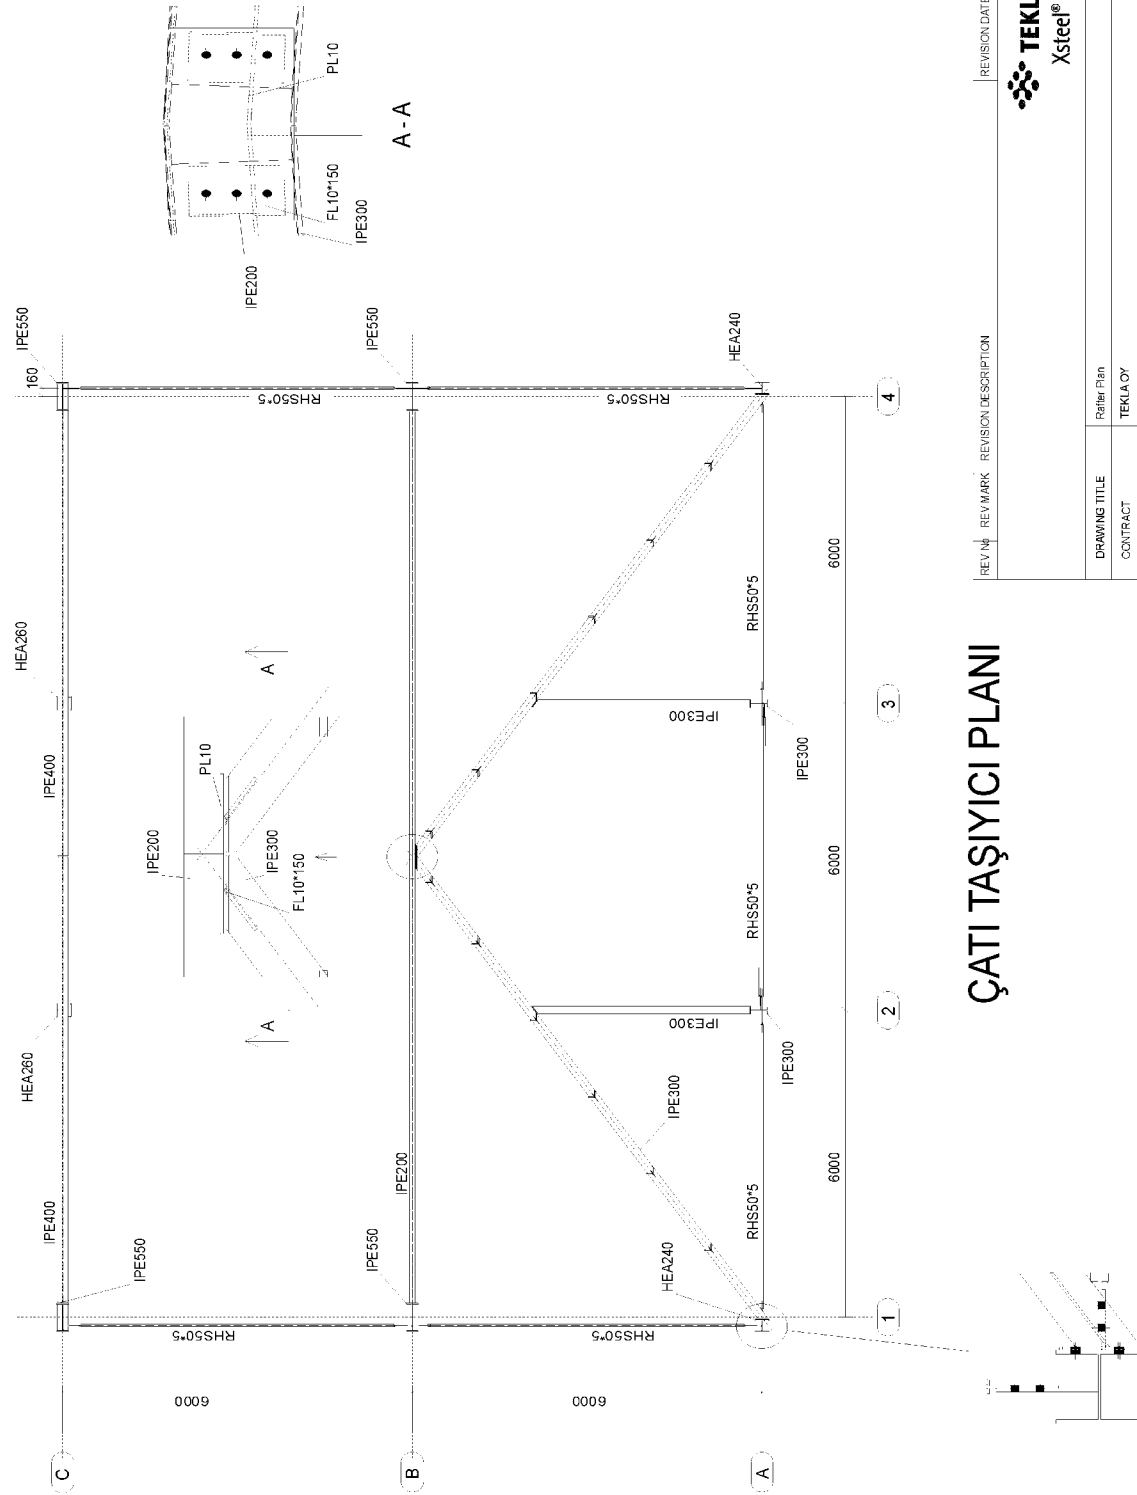 A - A
PL10
FL10*150
IPE300
IPE200
IPE550
160
IPE550
HEA240
RHS50*5
RHS50*5
4
HEA260
IPE400
A
PL10
IPE200
IPE300
FL10*150
A
IPE300
RHS50*5
6000
3
IPE300
RHS50*5
6000
HEA260
IPE300
2
IPE300
IPE400
IPE550
IPE200
IPE550
IPE300
HEA240
RHS50*5
6000
RHS50*5
RHS50*5
1
6000
6000
C
B
A
ÇATI TAŞIYICI PLANI
REV No REV MARK REVISION DESCRIPTION REVISION DATE
TEKL
Xsteel®
DRAWING TITLE Rafter Plan
CONTRACT TEKLA OY